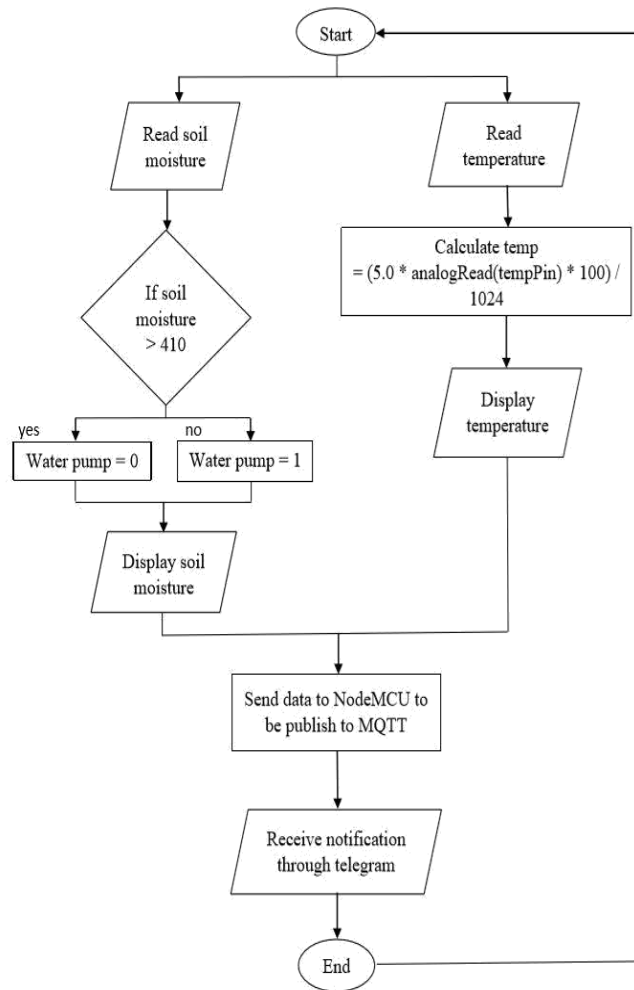 Start
Read soil
moisture
Read
temperature
Calculate temp
= (5.0 * analogRead(tempPin) * 100) /
1024
If soil
moisture
> 410
Display
temperature
yes
no
Water pump = 0
Water pump = 1
Display soil
moisture
Send data to NodeMCU to
be publish to MQTT
Receive notification
through telegram
End